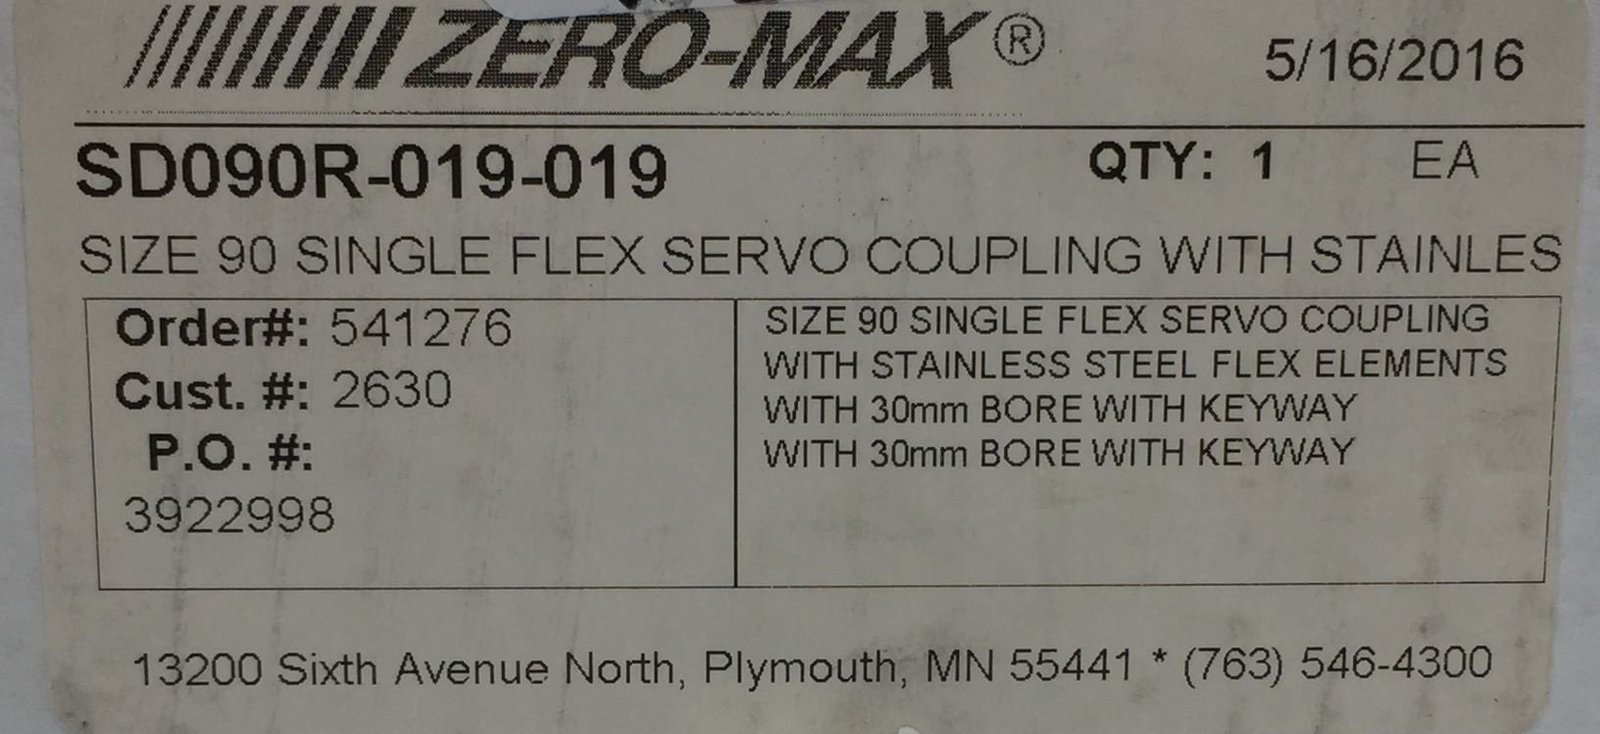 ZERO-MAX® 5/16/2016
SD090R-019-019 QTY: 1 EA
SIZE 90 SINGLE FLEX SERVO COUPLING WITH STAINLES
Order#: 541276
Cust. #: 2630
P.O. #:
3922998
SIZE 90 SINGLE FLEX SERVO COUPLING
WITH STAINLESS STEEL FLEX ELEMENTS
WITH 30mm BORE WITH KEYWAY
WITH 30mm BORE WITH KEYWAY
13200 Sixth Avenue North, Plymouth, MN 55441 * (763) 546-4300